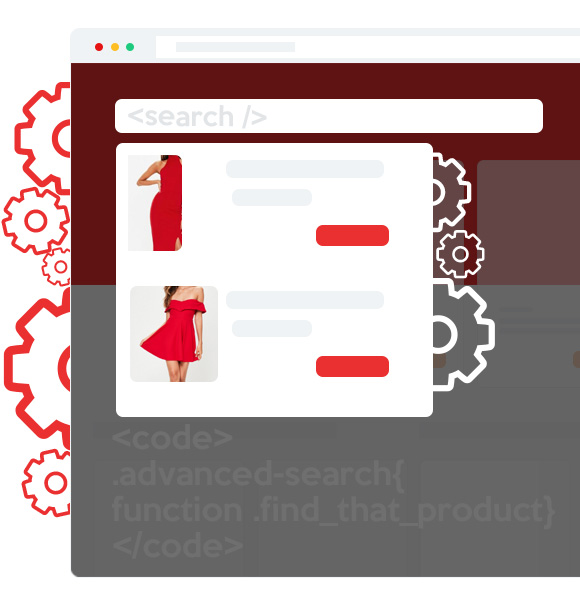 <search />
<code>
.advanced-search{
function .find_that_product}
</code>